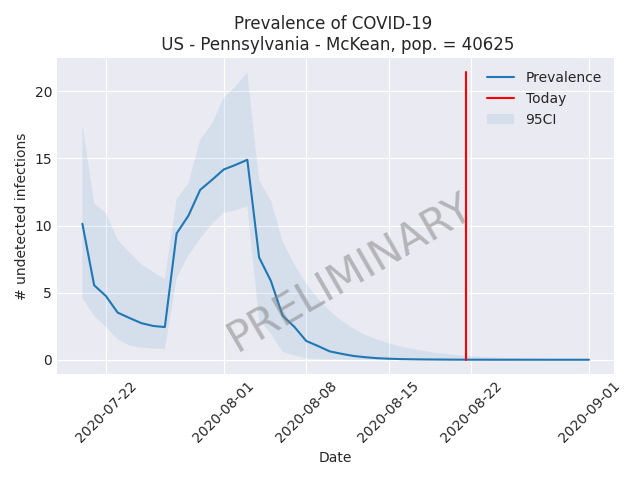 Prevalence of COVID-19
US - Pennsylvania - McKean, pop. = 40625
Prevalence
Today
95CI
# undetected infections
20
15
10
5
0
PRELIMINARY
2020-07-22
2020-08-01
2020-08-08
2020-08-15
2020-08-22
2020-09-01
Date